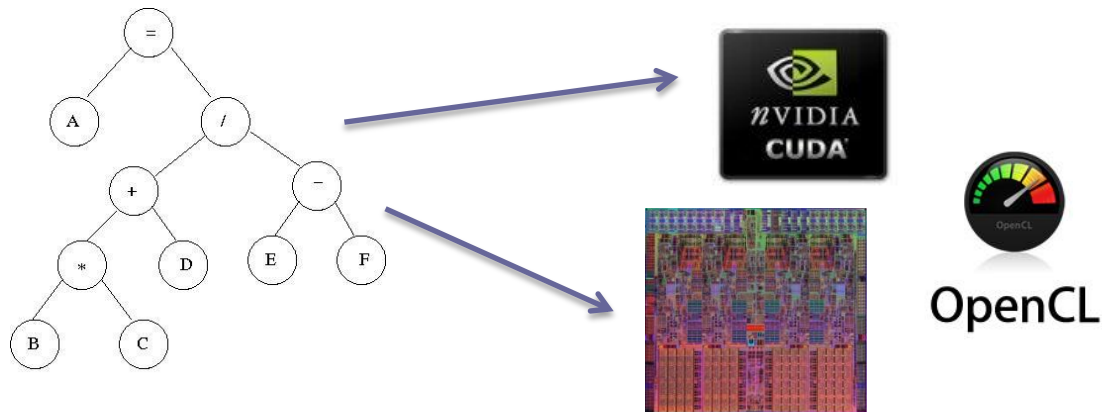 =
A
/
+
-
*
D
E
F
B
C
nVIDIA
CUDA
OpenCL
OpenCL